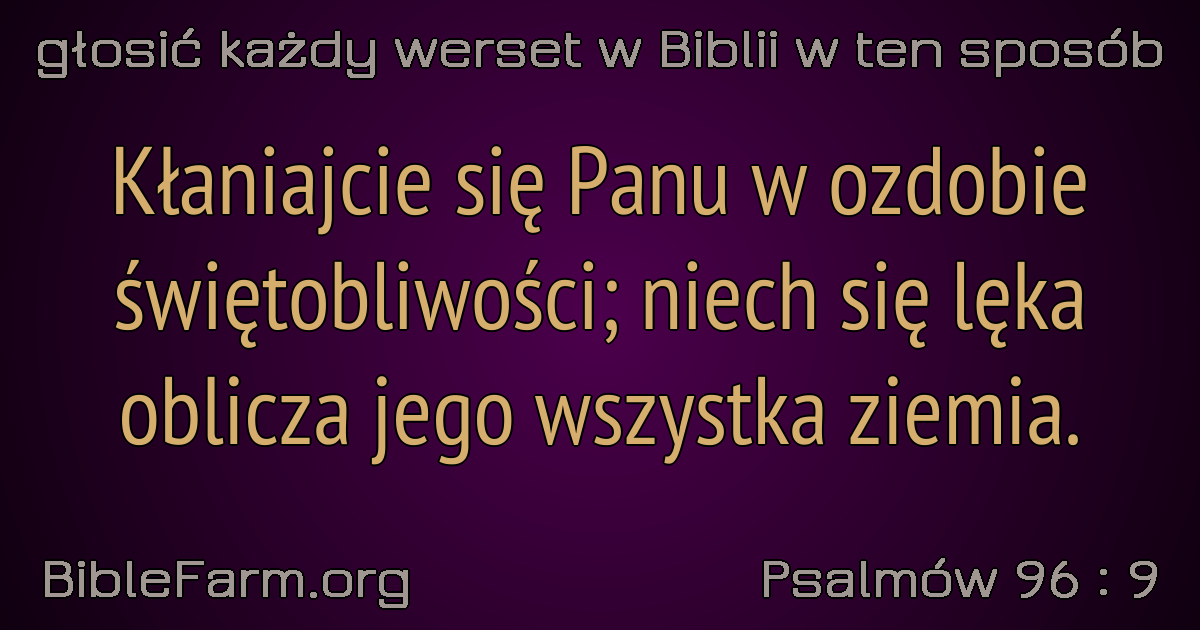 głosić każdy werset w Biblii w ten sposób
Kłaniajcie się Panu w ozdobie
świętobliwości; niech się lęka
oblicza jego wszystka ziemia.
BibleFarm.org
Psalmów 96 : 9